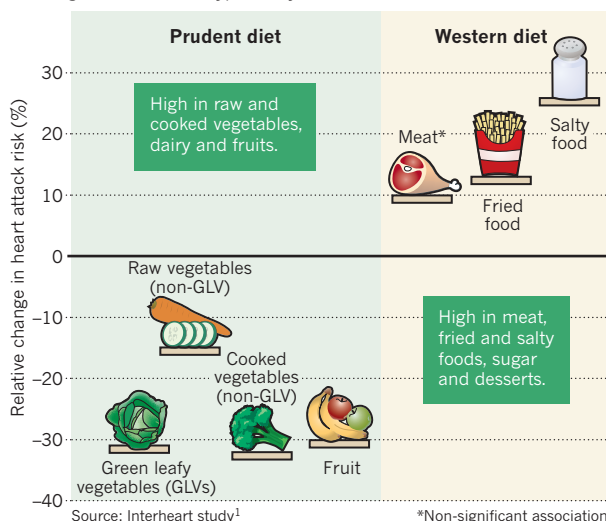 Prudent diet
Western diet
Relative change in heart attack risk (%)
30
20
10
0
–10
–20
–30
–40
High in raw and
cooked vegetables,
dairy and fruits.
Meat*
Fried
food
Salty
food
Raw vegetables
(non-GLV)
Cooked
vegetables
(non-GLV)
Green leafy
vegetables (GLVs)
Fruit
High in meat,
fried and salty
foods, sugar
and desserts.
Source: Interheart study1
*Non-significant association